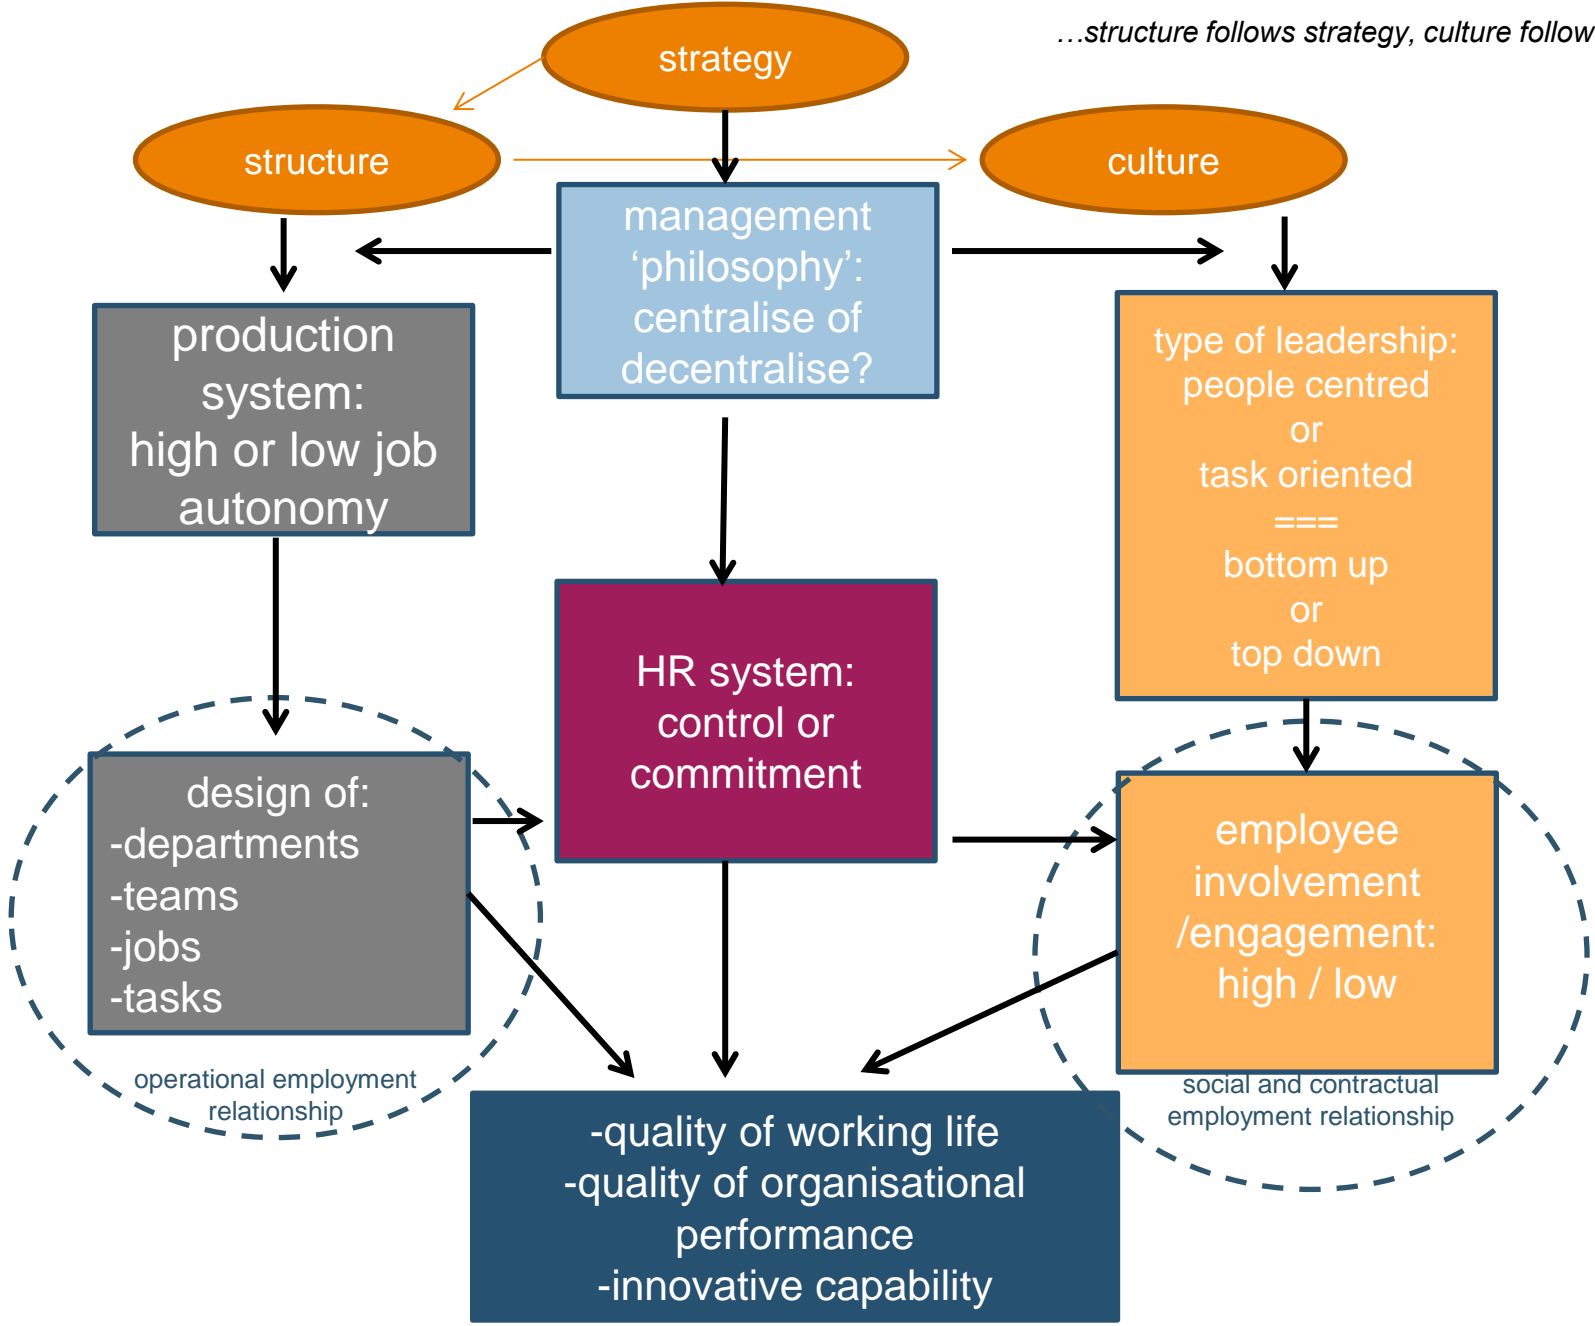 …structure follows strategy, culture follow
strategy
structure
culture
management
‘philosophy’:
centralise of
decentralise?
production
system:
high or low job
autonomy
type of leadership:
people centred
or
task oriented
===
bottom up
or
top down
HR system:
control or
commitment
design of:
-departments
-teams
-jobs
-tasks
employee
involvement
/engagement:
high / low
operational employment
relationship
social and contractual
employment relationship
-quality of working life
-quality of organisational
performance
-innovative capability